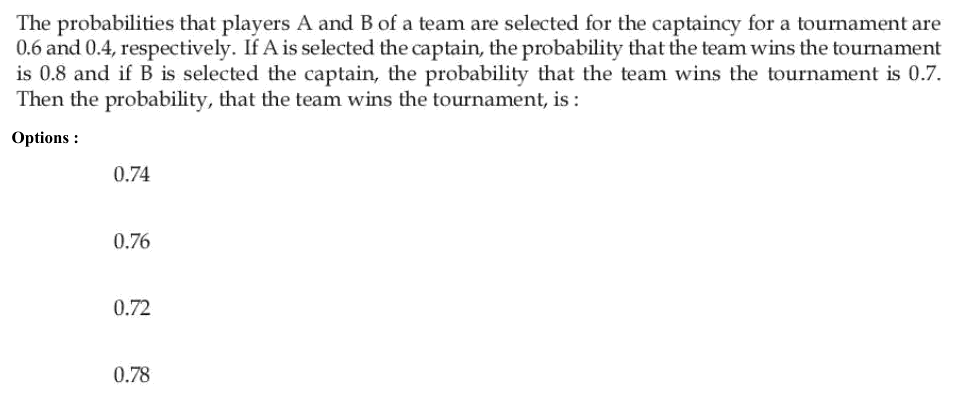 The probabilities that players A and B of a team are selected for the captaincy for a tournament are
0.6 and 0.4, respectively. If A is selected the captain, the probability that the team wins the tournament
is 0.8 and if B is selected the captain, the probability that the team wins the tournament is 0.7.
Then the probability, that the team wins the tournament, is :
Options :
0.74
0.76
0.72
0.78